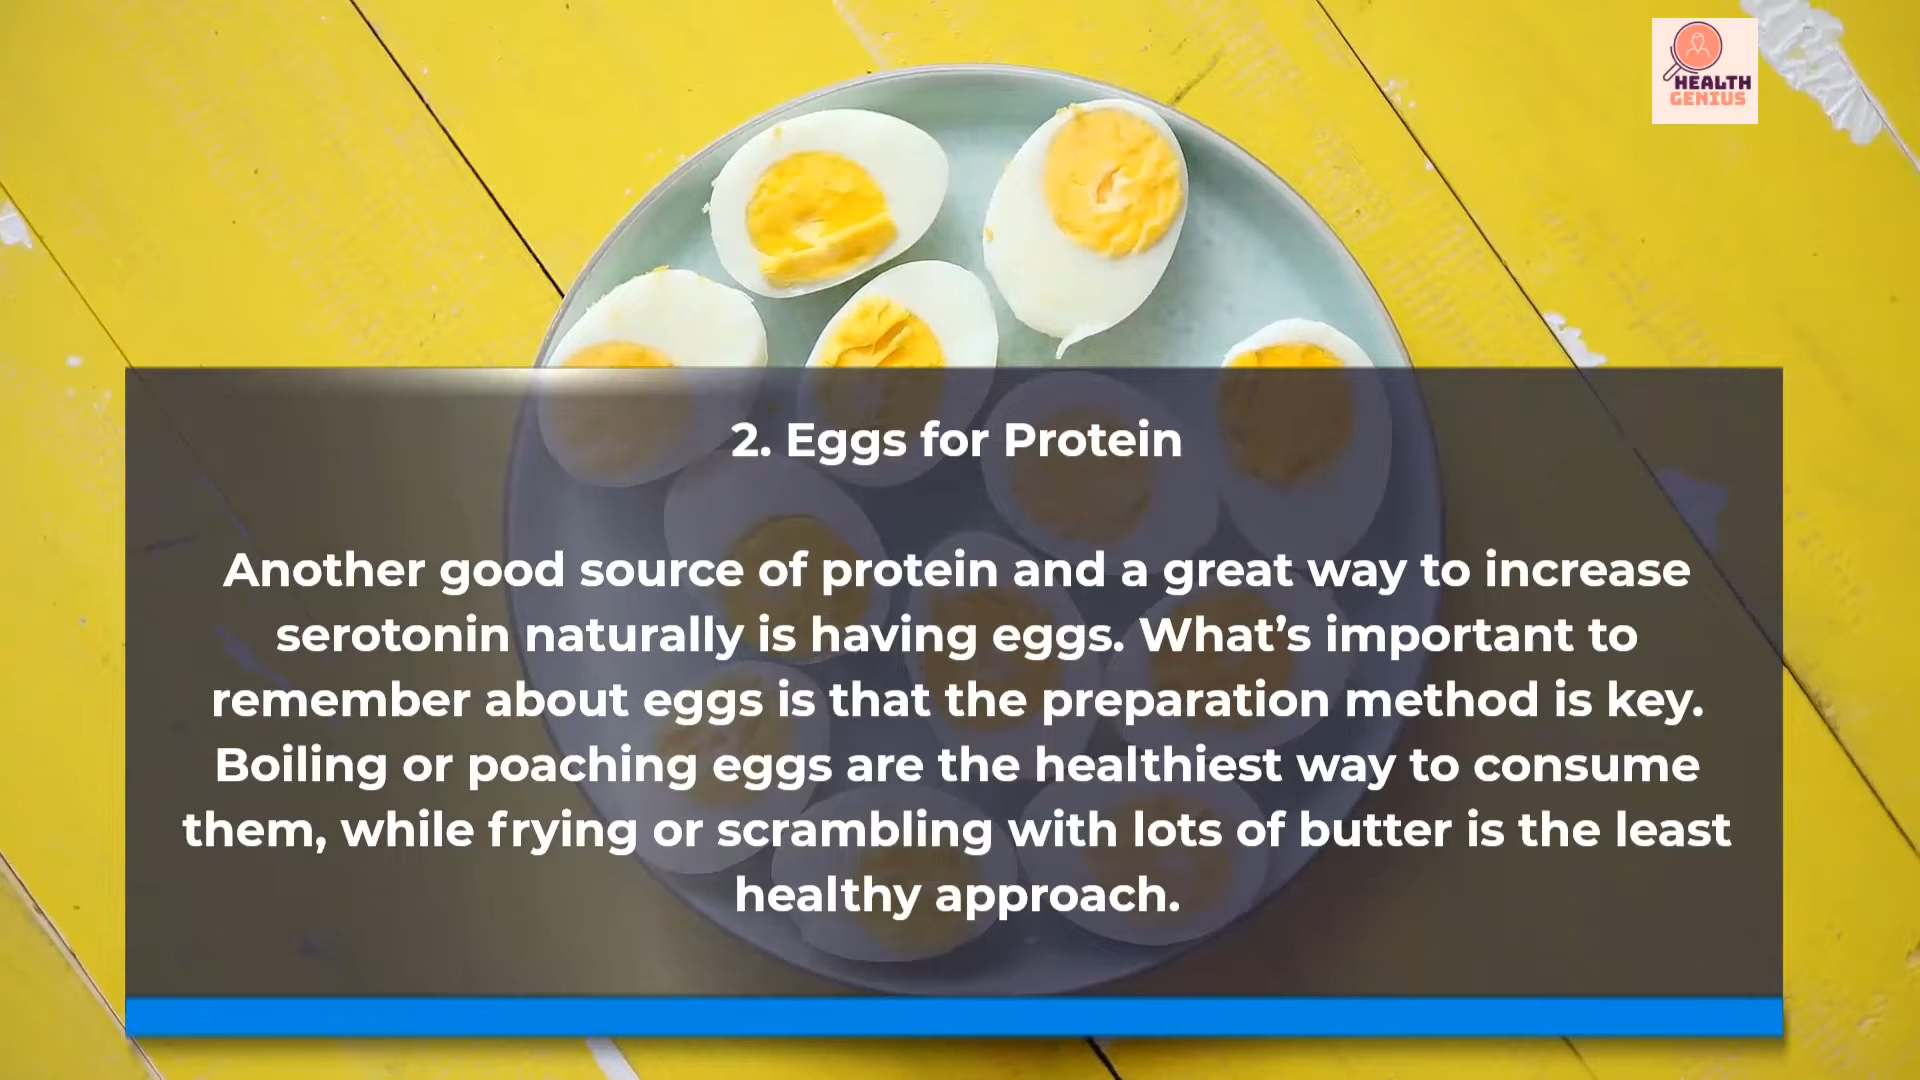 HEALTH
GENIUS
2. Eggs for Protein
Another good source of protein and a great way to increase
serotonin naturally is having eggs. What’s important to
remember about eggs is that the preparation method is key.
Boiling or poaching eggs are the healthiest way to consume
them, while frying or scrambling with lots of butter is the least
healthy approach.